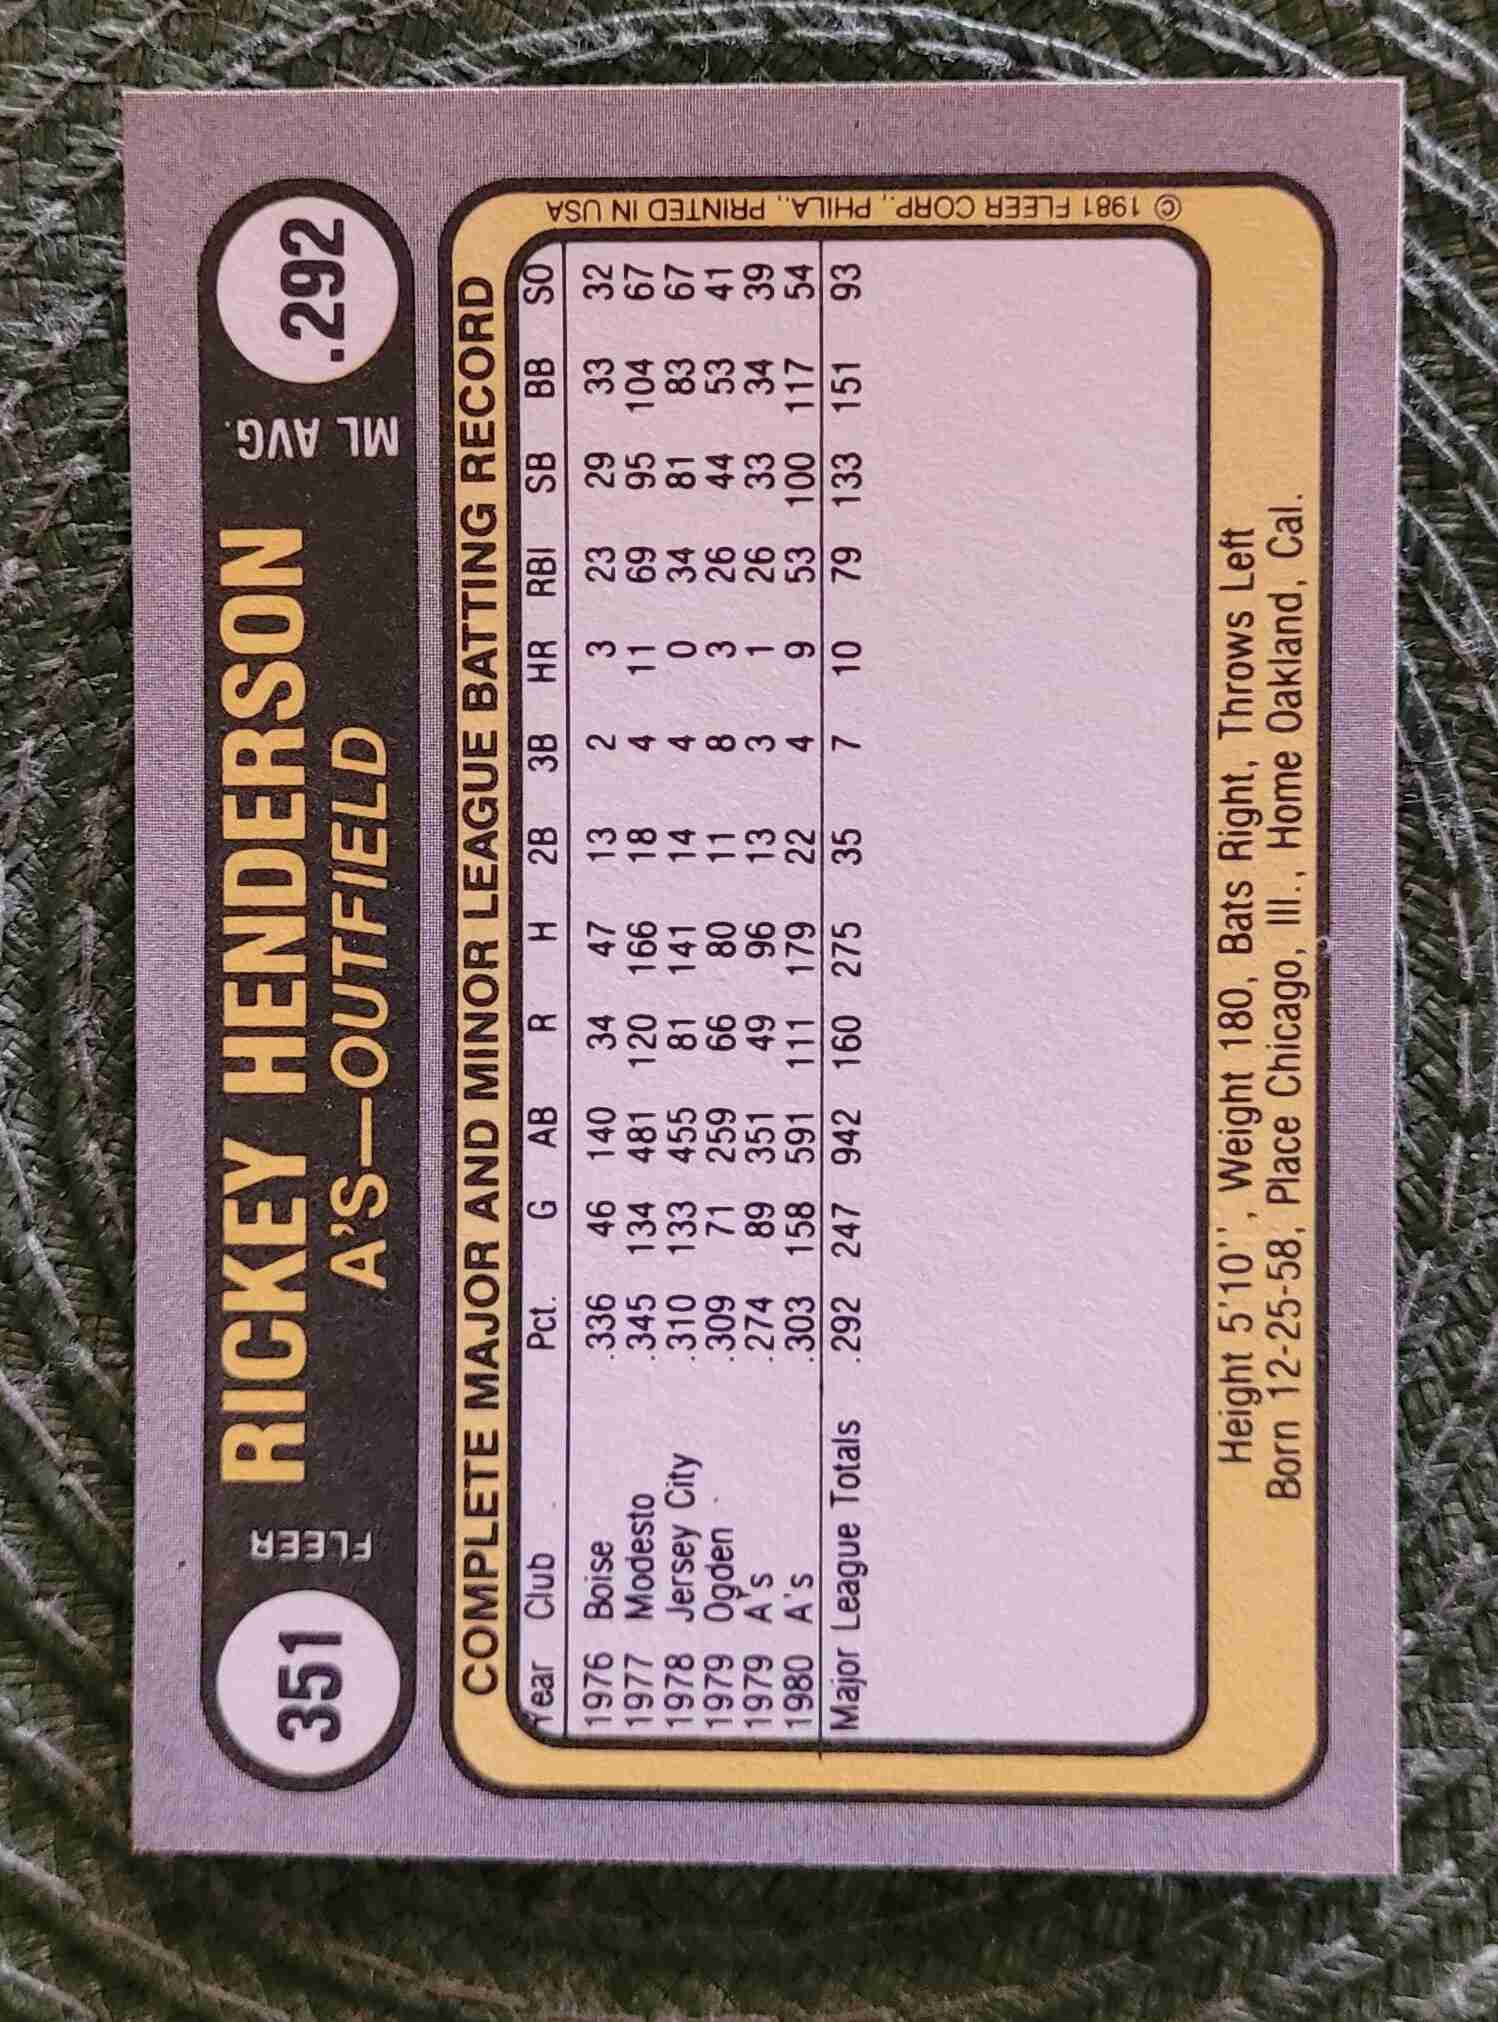 351
FLEER
RICKEY HENDERSON
A'S—OUTFIELD
ML AVG.
.292
COMPLETE MAJOR AND MINOR LEAGUE BATTING RECORD
Year Club Pct. G AB R H 2B 3B HR RBI SB BB SO
1976 Boise .336 46 140 34 47 13 2 3 23 29 33 32
1977 Modesto .345 134 481 120 166 18 4 11 69 95 104 67
1978 Jersey City .310 133 455 81 141 14 4 0 34 81 83 67
1979 Ogden .309 71 259 66 80 11 8 3 26 44 53 41
1979 A's .274 89 351 49 96 13 3 1 26 33 34 39
1980 A's .303 158 591 111 179 22 4 9 53 100 117 54
Major League Totals .292 247 942 160 275 35 7 10 79 133 151 93
© 1981 FLEER CORP., PHILA., PRINTED IN USA
Height 5'10'', Weight 180, Bats Right, Throws Left
Born 12-25-58, Place Chicago, Ill., Home Oakland, Cal.